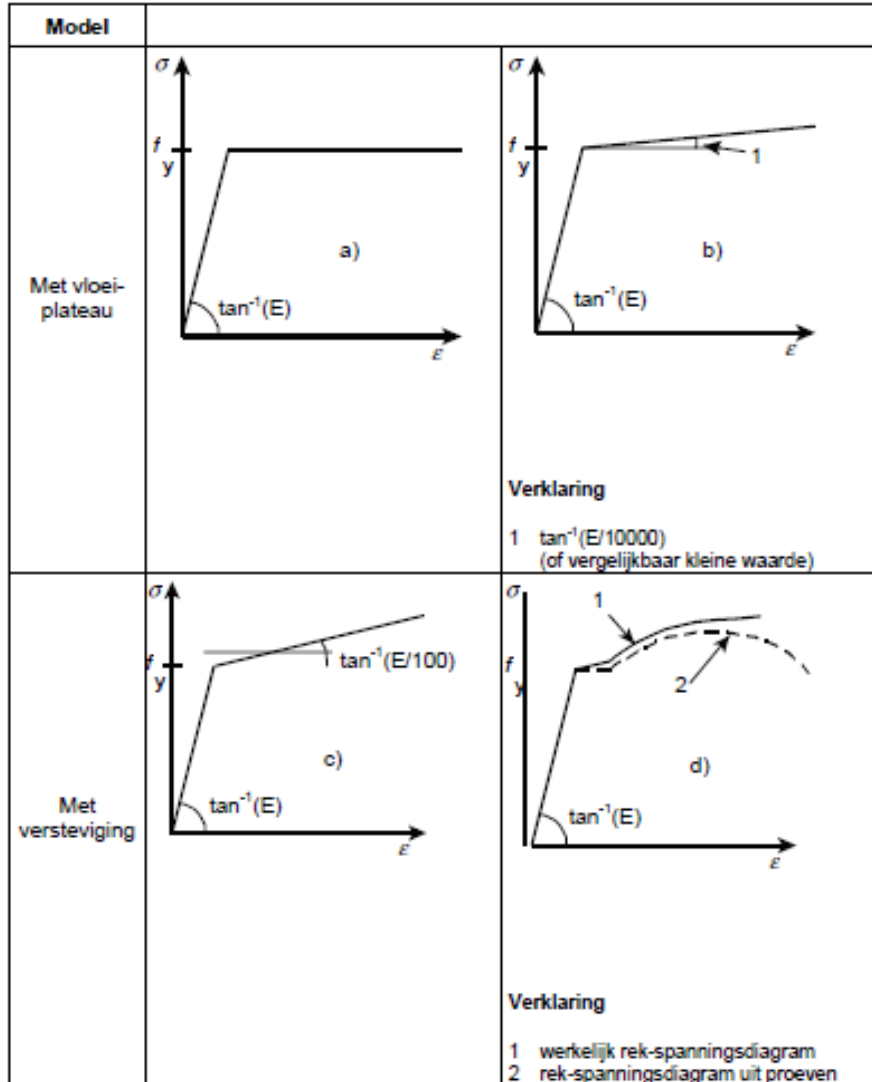 Model
Met vloei-
plateau
σ
f
y
a)
tan⁻¹(E)
ε
σ
f
y
1
b)
tan⁻¹(E)
ε
Verklaring
1 tan⁻¹(E/10000)
(of vergelijkbaar kleine waarde)
Met
versteviging
σ
f
y
tan⁻¹(E/100)
c)
tan⁻¹(E)
ε
σ
1
f
y
2
d)
tan⁻¹(E)
ε
Verklaring
1 werkelijk rek-spanningsdiagram
2 rek-spanningsdiagram uit proeven